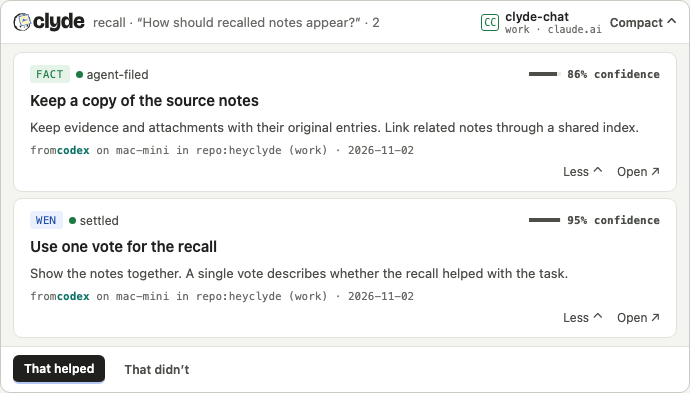 clyde recall · “How should recalled notes appear?” · 2
CC clyde-chat
work · claude.ai
Compact
FACT agent-filed 86% confidence
Keep a copy of the source notes
Keep evidence and attachments with their original entries. Link related notes through a shared index.
fromcodex on mac-mini in repo:heyclyde (work) · 2026-11-02
Less Open ↗
WEN settled 95% confidence
Use one vote for the recall
Show the notes together. A single vote describes whether the recall helped with the task.
fromcodex on mac-mini in repo:heyclyde (work) · 2026-11-02
Less Open ↗
That helped That didn’t